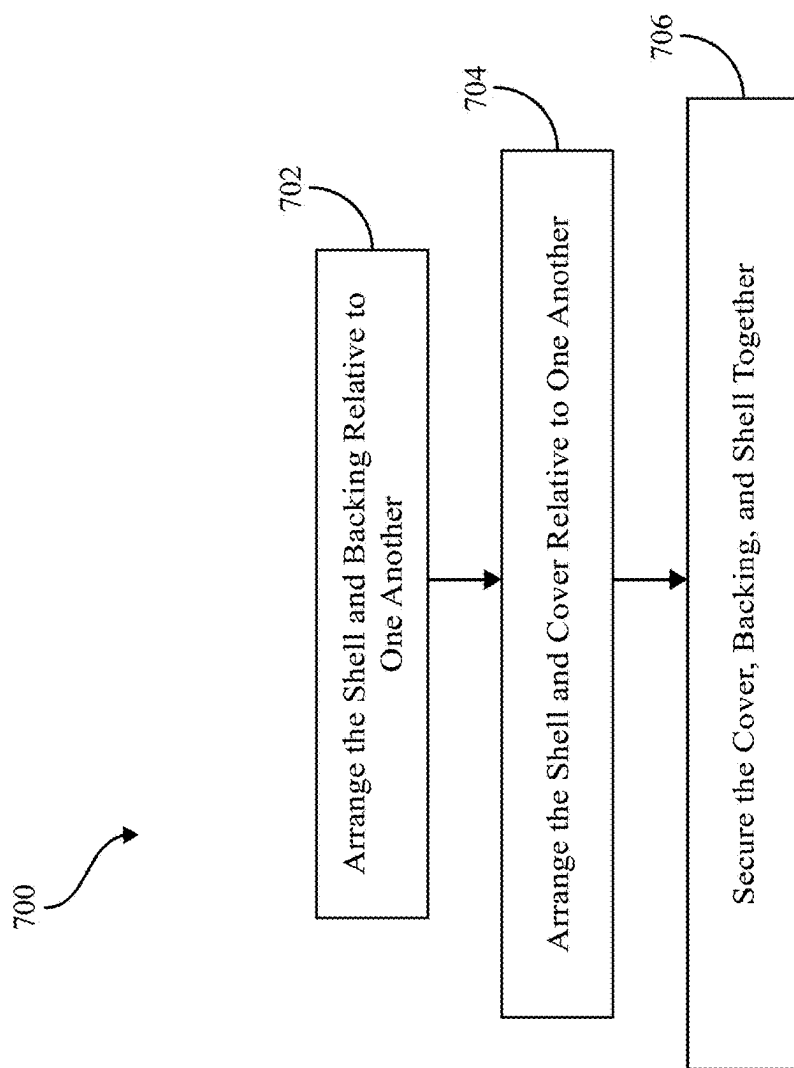 700
702
Arrange the Shell and Backing Relative to
One Another
704
Arrange the Shell and Cover Relative to One Another
706
Secure the Cover, Backing, and Shell Together